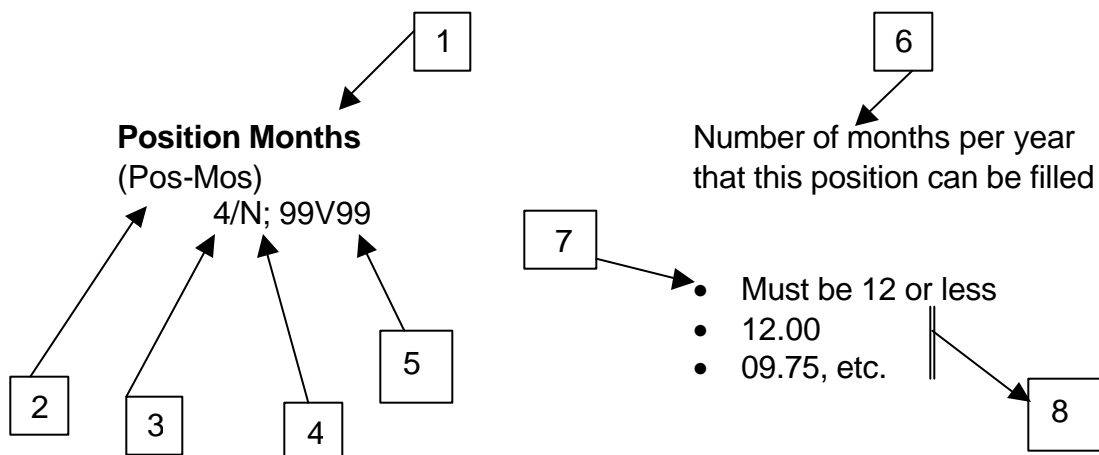 1
6
Position Months
(Pos-Mos)
4/N; 99V99
Number of months per year
that this position can be filled
7
• Must be 12 or less
• 12.00
• 09.75, etc.
5
2
3
4
8